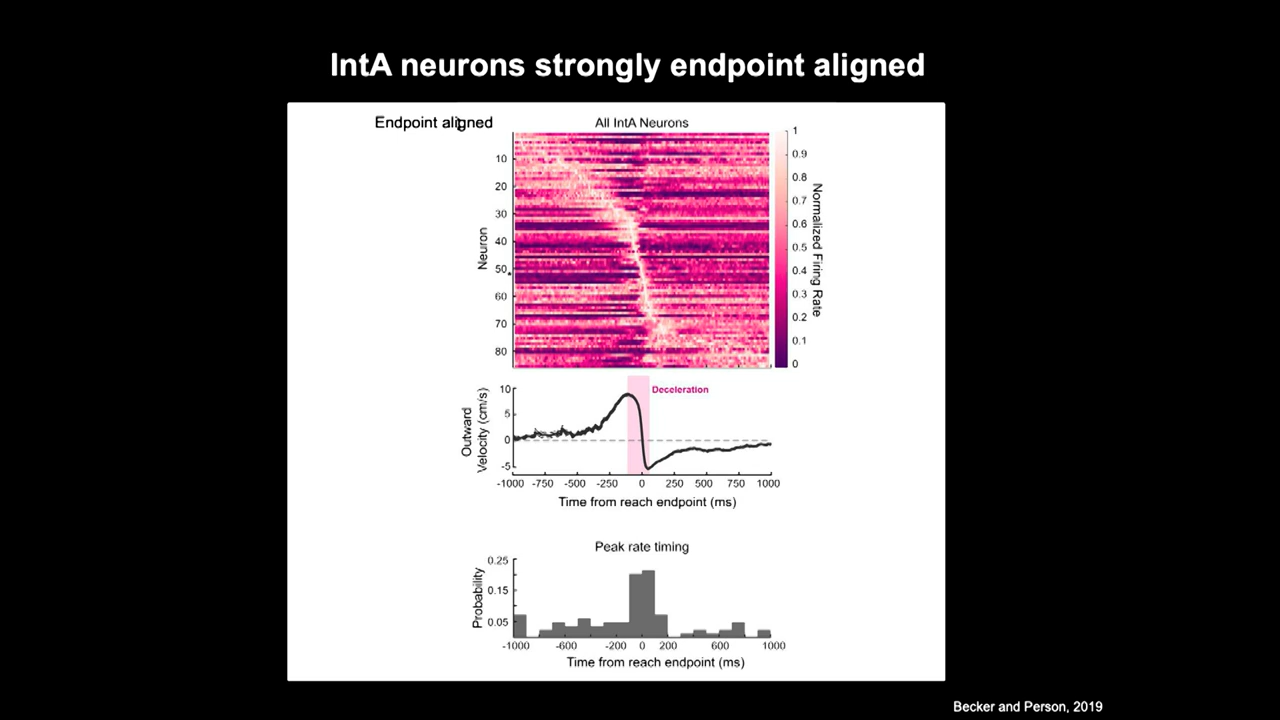 IntA neurons strongly endpoint aligned
Endpoint aligned
All IntA Neurons
Neuron
10
20
30
40
50
60
70
80
1
0.9
0.8
0.7
0.6
0.5
0.4
0.3
0.2
0.1
0
Normalized Firing Rate
Outward
Velocity (cm/s)
10
5
0
-5
Deceleration
-1000 -750 -500 -250 0 250 500 750 1000
Time from reach endpoint (ms)
Peak rate timing
Probability
0.25
0.15
0.05
-1000 -600 -200 0 200 600 1000
Time from reach endpoint (ms)
Becker and Person, 2019